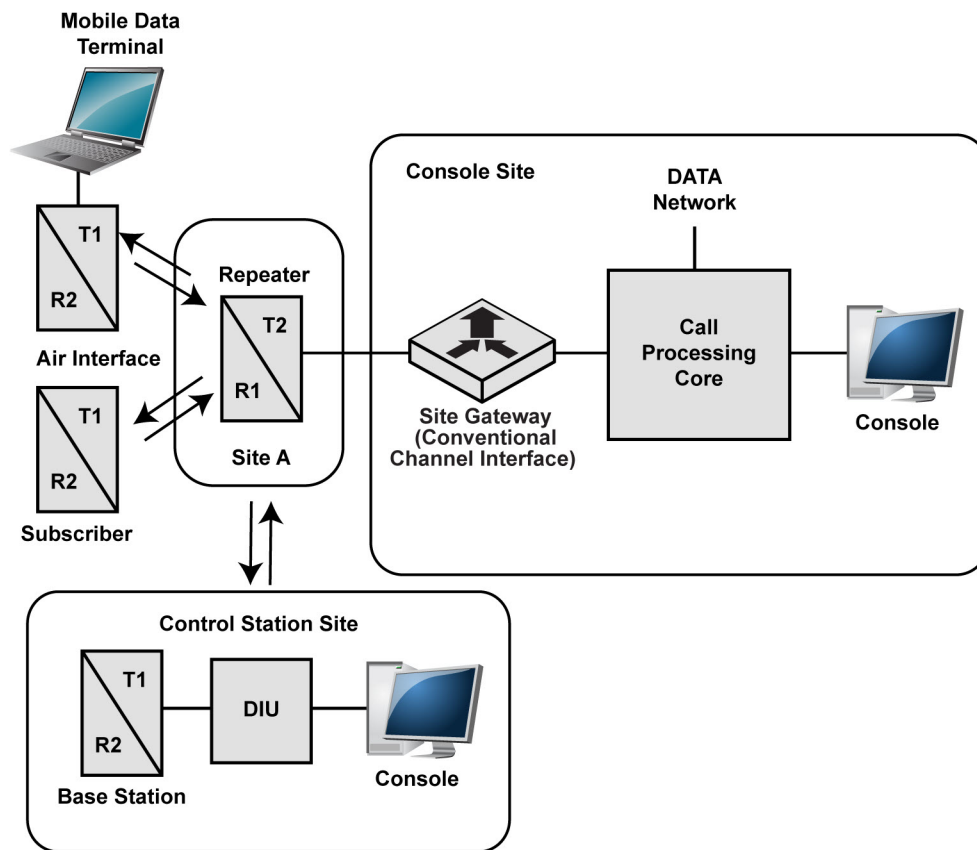 Mobile Data
Terminal
T1
R2
Air Interface
T1
R2
Subscriber
Repeater
T2
R1
Site A
Console Site
DATA
Network
Site Gateway
(Conventional
Channel Interface)
Call
Processing
Core
Console
Control Station Site
T1
R2
Base Station
DIU
Console